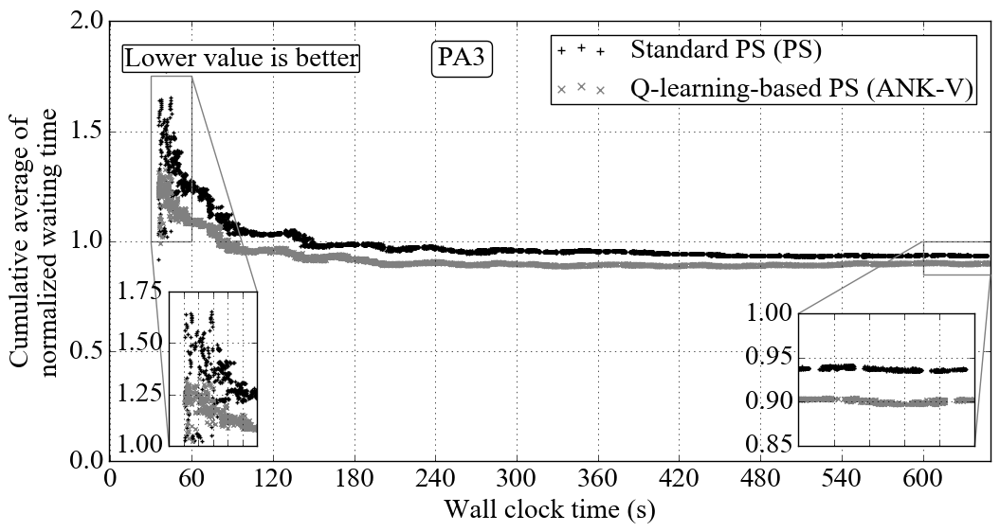 2.0
Lower value is better
PA3
Standard PS (PS)
Q-learning-based PS (ANK-V)
1.5
1.0
0.5
0.0
Cumulative average of
normalized waiting time
1.75
1.50
1.25
1.00
1.00
0.95
0.90
0.85
0 60 120 180 240 300 360 420 480 540 600
Wall clock time (s)